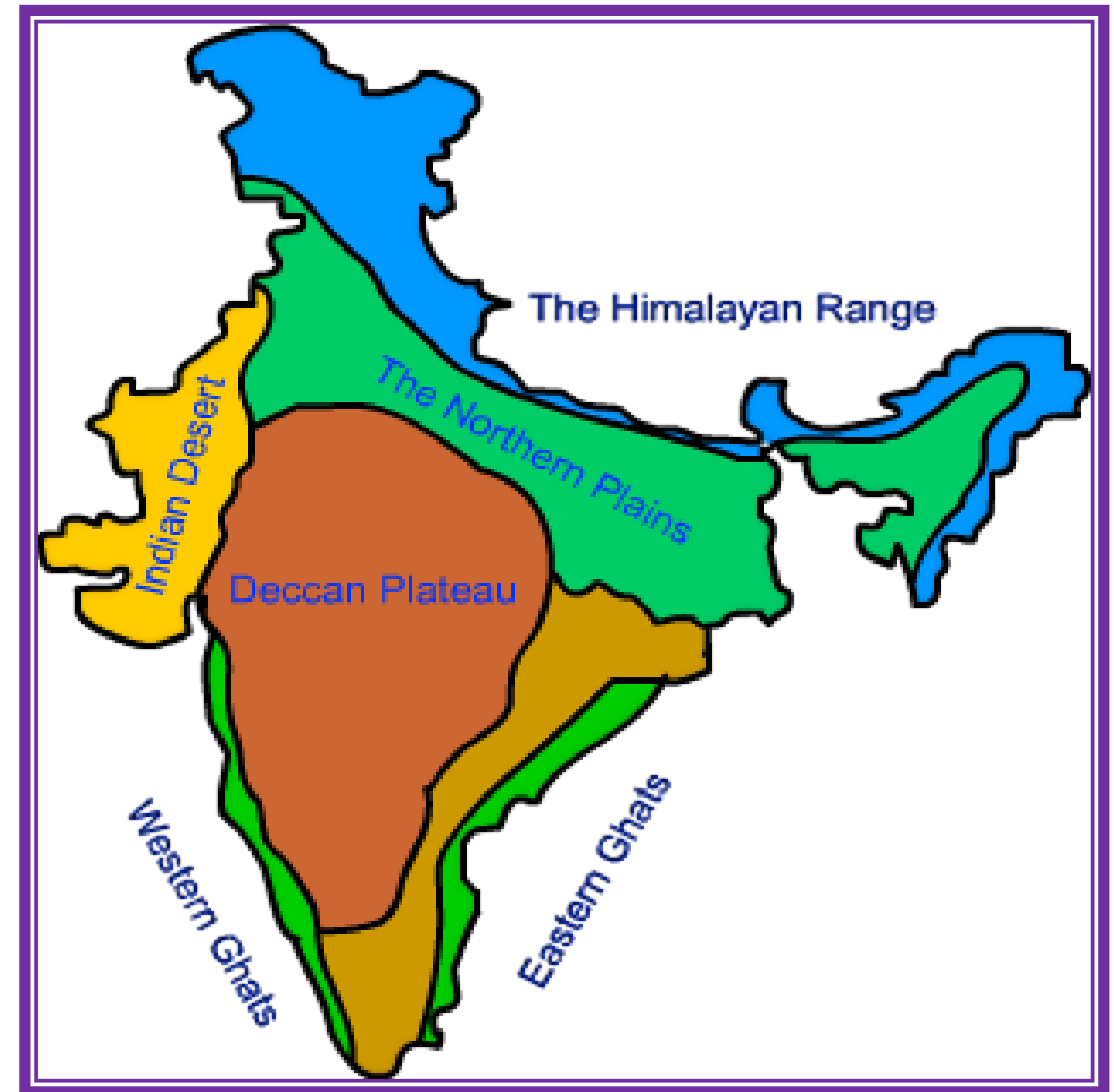 The Himalayan Range
The Northern Plains
Indian Desert
Deccan Plateau
Western Ghats
Eastern Ghats